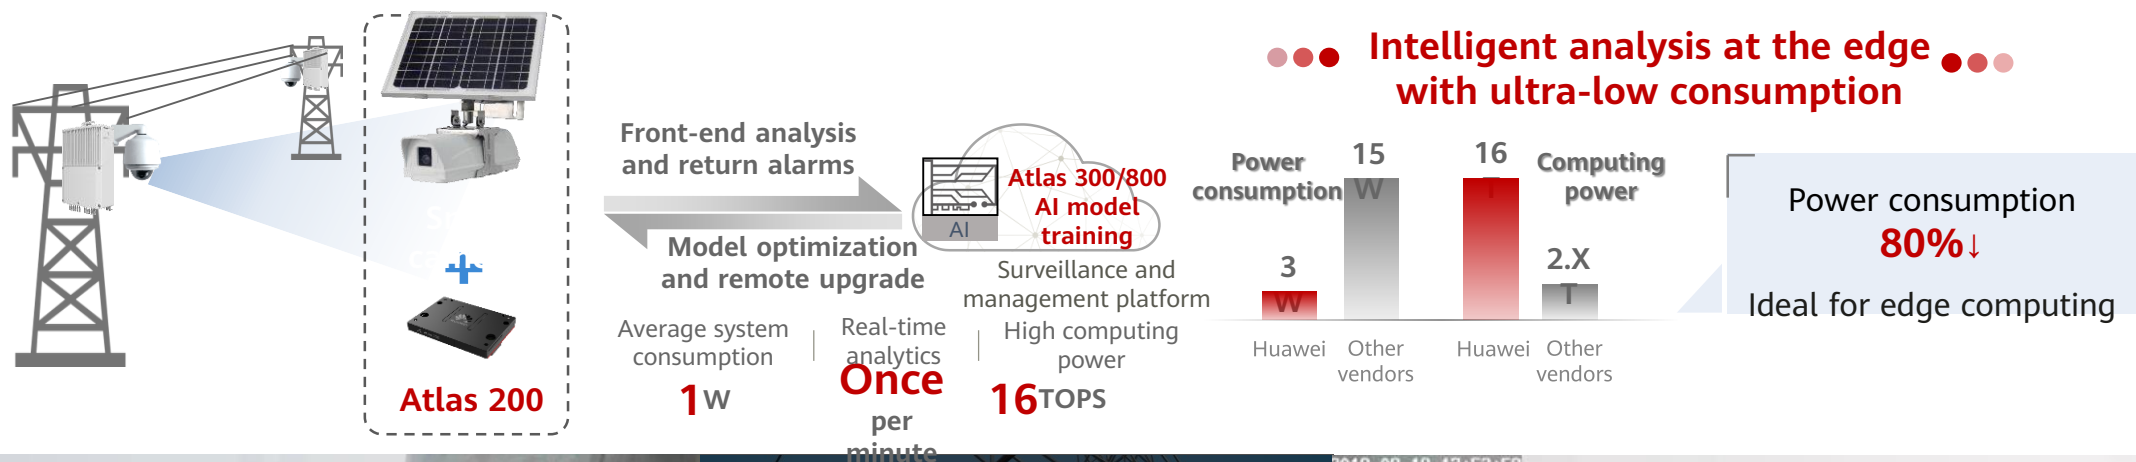 Intelligent analysis at the edge
with ultra-low consumption
Front-end analysis
and return alarms
Model optimization
and remote upgrade
Atlas 300/800
AI model
training
AI
Surveillance and
management platform
Atlas 200
Average system
consumption
1 W
Real-time
analytics
Once
per
minute
High computing
power
16 TOPS
Power
consumption
3
W
15
W
Huawei
Other
vendors
16
T
2.X
T
Computing
power
Huawei
Other
vendors
Power consumption
80%↓
Ideal for edge computing